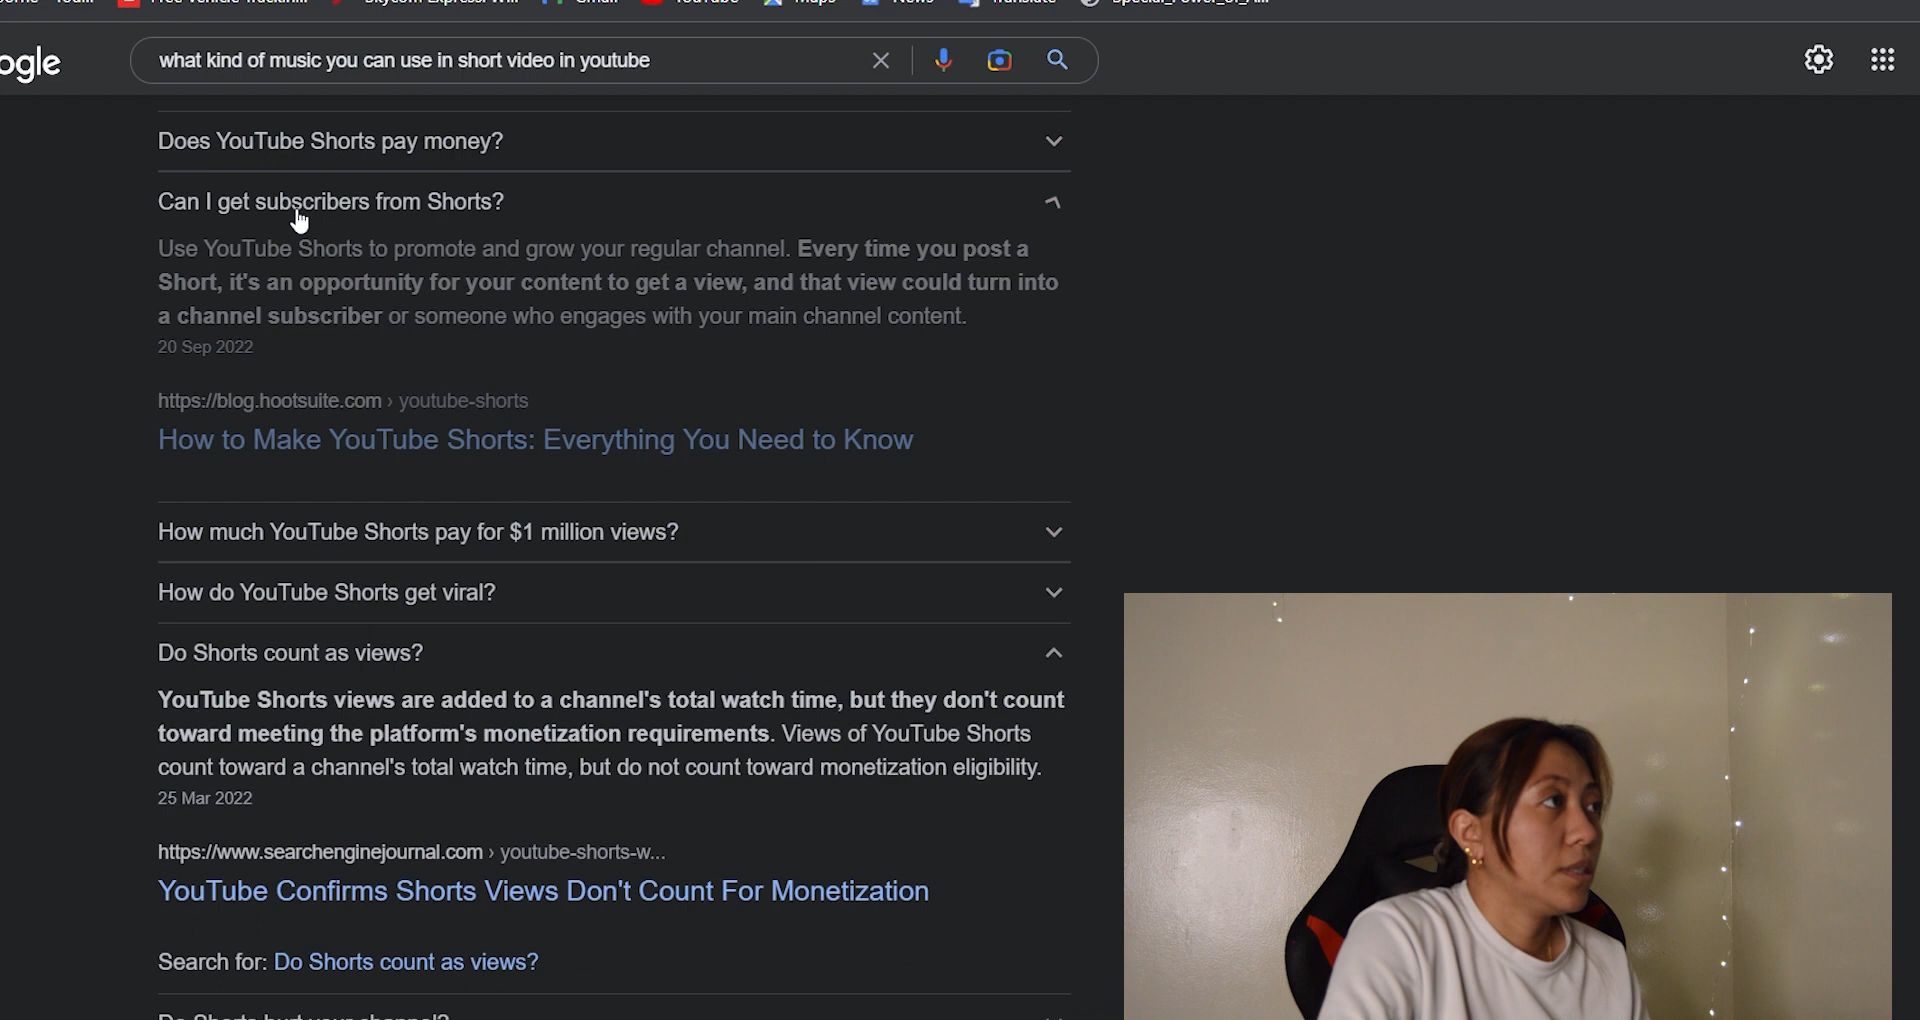 YouTube Maps News Translate
ogle what kind of music you can use in short video in youtube
Does YouTube Shorts pay money?
Can I get subscribers from Shorts?
Use YouTube Shorts to promote and grow your regular channel. Every time you post a
Short, it's an opportunity for your content to get a view, and that view could turn into
a channel subscriber or someone who engages with your main channel content.
20 Sep 2022
https://blog.hootsuite.com › youtube-shorts
How to Make YouTube Shorts: Everything You Need to Know
How much YouTube Shorts pay for $1 million views?
How do YouTube Shorts get viral?
Do Shorts count as views?
YouTube Shorts views are added to a channel's total watch time, but they don't count
toward meeting the platform's monetization requirements. Views of YouTube Shorts
count toward a channel's total watch time, but do not count toward monetization eligibility.
25 Mar 2022
https://www.searchenginejournal.com › youtube-shorts-w...
YouTube Confirms Shorts Views Don't Count For Monetization
Search for: Do Shorts count as views?